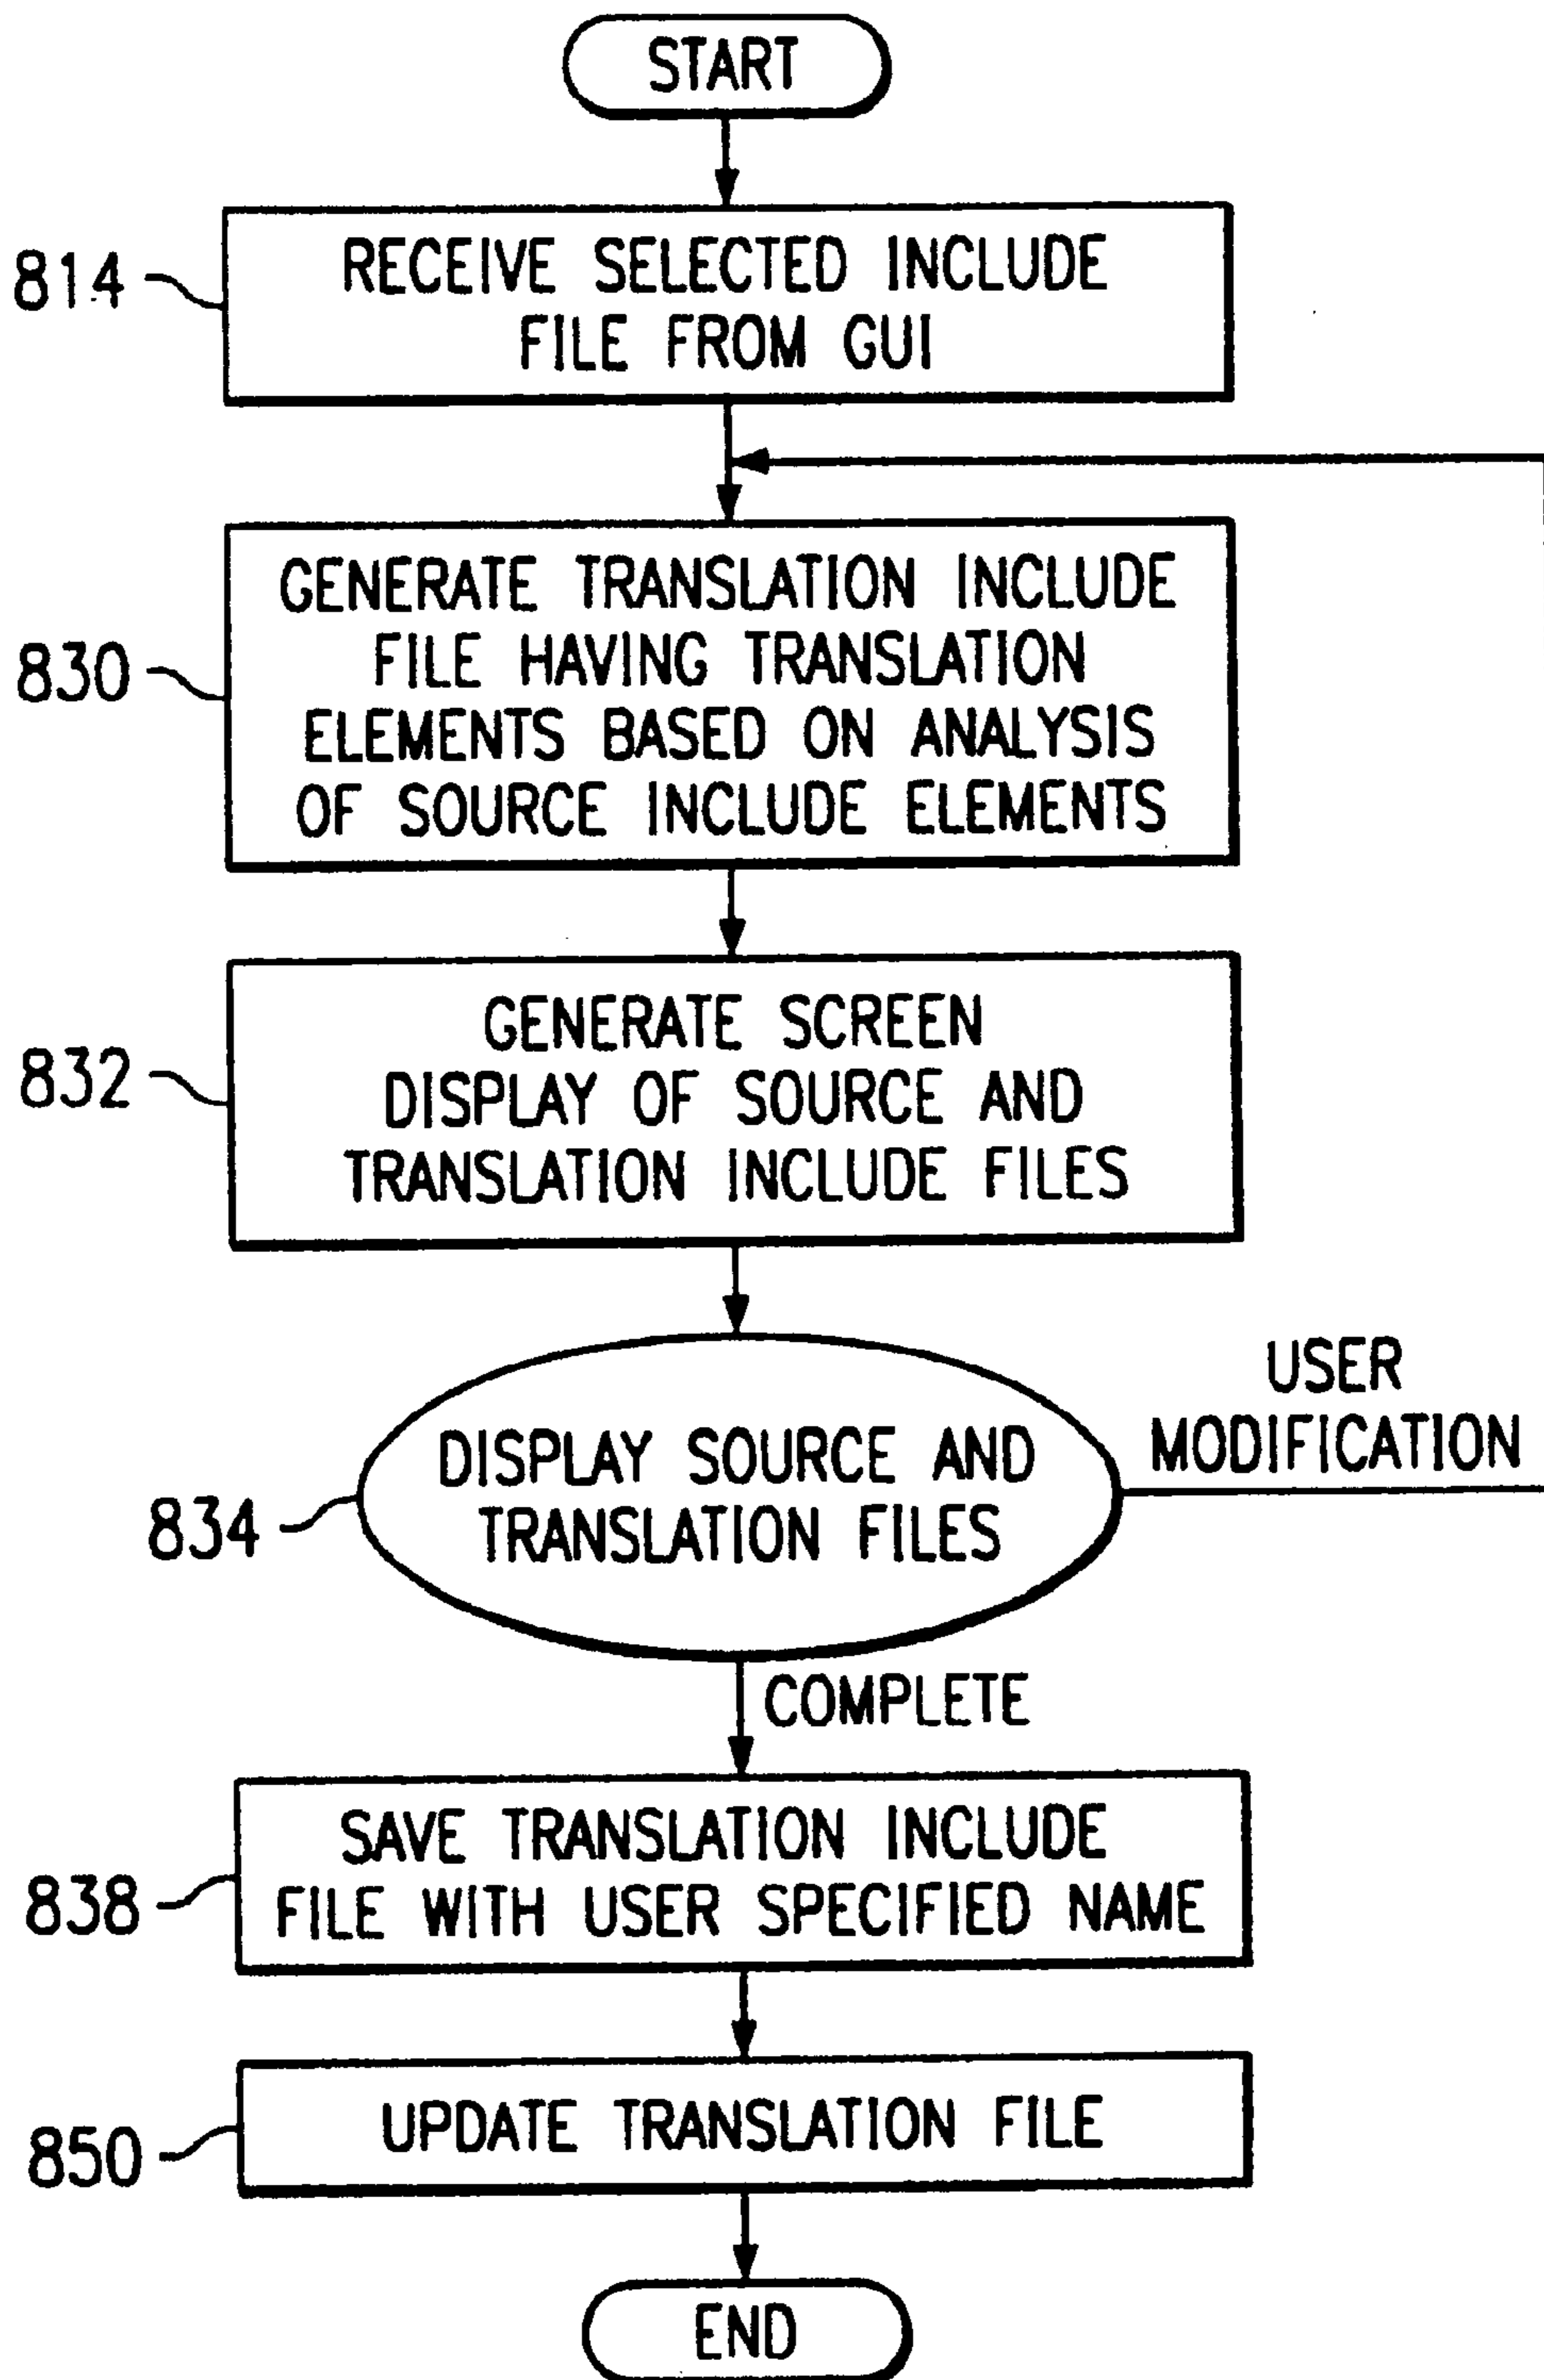 START
814
RECEIVE SELECTED INCLUDE
FILE FROM GUI
830
GENERATE TRANSLATION INCLUDE
FILE HAVING TRANSLATION
ELEMENTS BASED ON ANALYSIS
OF SOURCE INCLUDE ELEMENTS
832
GENERATE SCREEN
DISPLAY OF SOURCE AND
TRANSLATION INCLUDE FILES
834
DISPLAY SOURCE AND
TRANSLATION FILES
USER
MODIFICATION
COMPLETE
838
SAVE TRANSLATION INCLUDE
FILE WITH USER SPECIFIED NAME
850
UPDATE TRANSLATION FILE
END